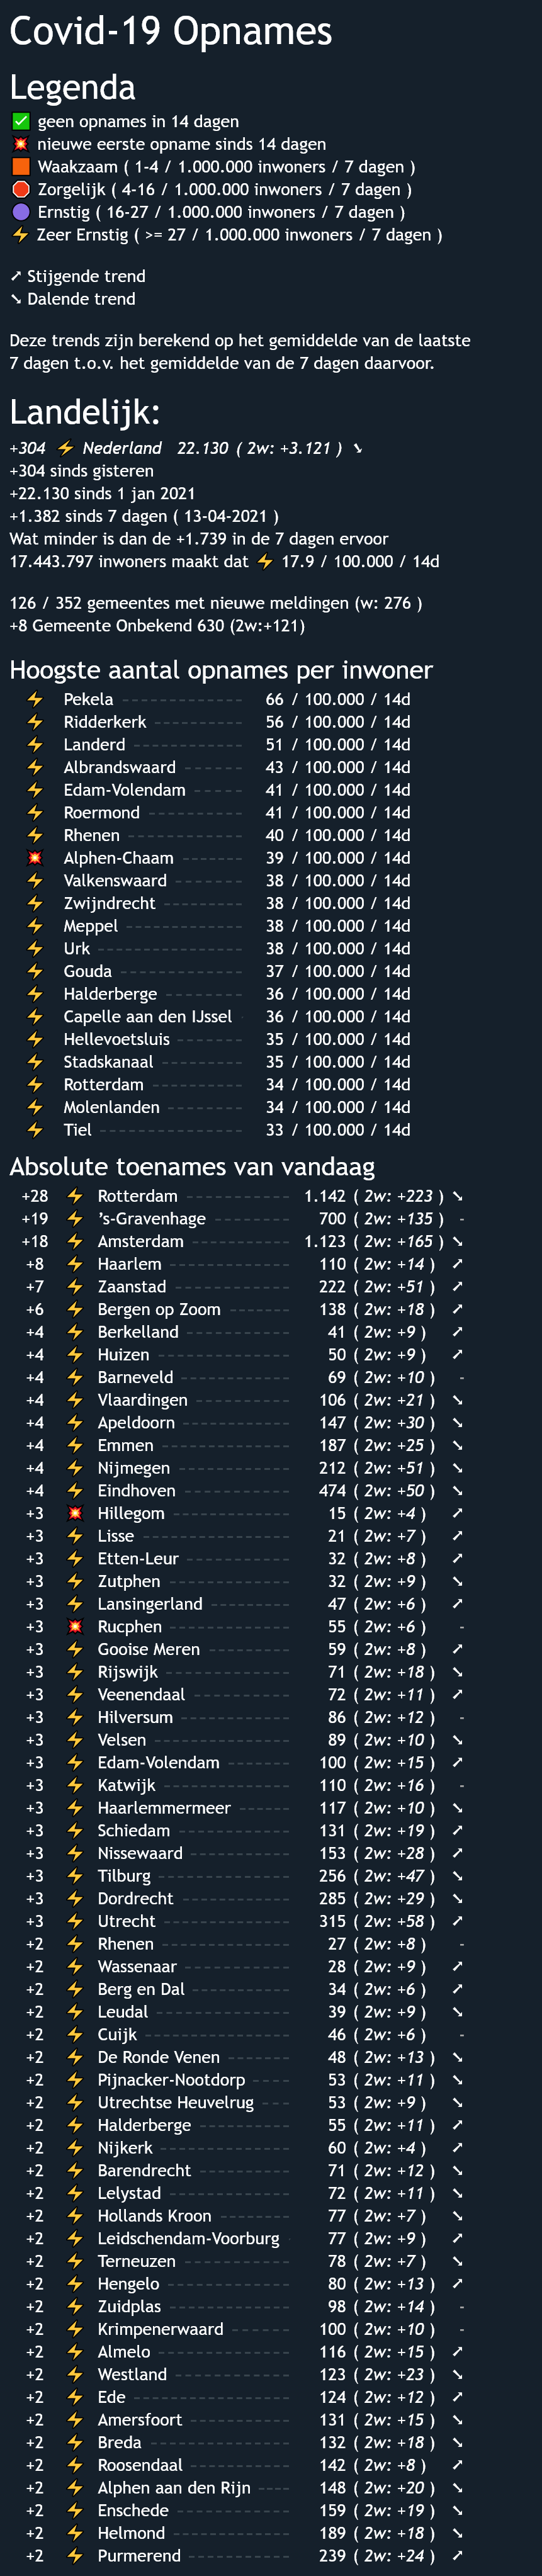 Covid-19 Opnames
Legenda
✅ geen opnames in 14 dagen
💥 nieuwe eerste opname sinds 14 dagen
🟧 Waakzaam ( 1-4 / 1.000.000 inwoners / 7 dagen )
🛑 Zorgelijk ( 4-16 / 1.000.000 inwoners / 7 dagen )
🟣 Ernstig ( 16-27 / 1.000.000 inwoners / 7 dagen )
⚡ Zeer Ernstig ( >= 27 / 1.000.000 inwoners / 7 dagen )
➚ Stijgende trend
➘ Dalende trend
Deze trends zijn berekend op het gemiddelde van de laatste
7 dagen t.o.v. het gemiddelde van de 7 dagen daarvoor.
Landelijk:
+304 ⚡ Nederland 22.130 ( 2w: +3.121 ) ➘
+304 sinds gisteren
+22.130 sinds 1 jan 2021
+1.382 sinds 7 dagen ( 13-04-2021 )
Wat minder is dan de +1.739 in de 7 dagen ervoor
17.443.797 inwoners maakt dat ⚡ 17.9 / 100.000 / 14d
126 / 352 gemeentes met nieuwe meldingen (w: 276 )
+8 Gemeente Onbekend 630 (2w:+121)
Hoogste aantal opnames per inwoner
⚡ Pekela 66 / 100.000 / 14d
⚡ Ridderkerk 56 / 100.000 / 14d
⚡ Landerd 51 / 100.000 / 14d
⚡ Albrandswaard 43 / 100.000 / 14d
⚡ Edam-Volendam 41 / 100.000 / 14d
⚡ Roermond 41 / 100.000 / 14d
⚡ Rhenen 40 / 100.000 / 14d
💥 Alphen-Chaam 39 / 100.000 / 14d
⚡ Valkenswaard 38 / 100.000 / 14d
⚡ Zwijndrecht 38 / 100.000 / 14d
⚡ Meppel 38 / 100.000 / 14d
⚡ Urk 38 / 100.000 / 14d
⚡ Gouda 37 / 100.000 / 14d
⚡ Halderberge 36 / 100.000 / 14d
⚡ Capelle aan den IJssel 36 / 100.000 / 14d
⚡ Hellevoetsluis 35 / 100.000 / 14d
⚡ Stadskanaal 35 / 100.000 / 14d
⚡ Rotterdam 34 / 100.000 / 14d
⚡ Molenlanden 34 / 100.000 / 14d
⚡ Tiel 33 / 100.000 / 14d
Absolute toenames van vandaag
+28 ⚡ Rotterdam 1.142 ( 2w: +223 ) ➘
+19 ⚡ 's-Gravenhage 700 ( 2w: +135 ) -
+18 ⚡ Amsterdam 1.123 ( 2w: +165 ) ➘
+8 ⚡ Haarlem 110 ( 2w: +14 ) ➚
+7 ⚡ Zaanstad 222 ( 2w: +51 ) ➚
+6 ⚡ Bergen op Zoom 138 ( 2w: +18 ) ➚
+4 ⚡ Berkelland 41 ( 2w: +9 ) ➚
+4 ⚡ Huizen 50 ( 2w: +9 ) ➚
+4 ⚡ Barneveld 69 ( 2w: +10 ) -
+4 ⚡ Vlaardingen 106 ( 2w: +21 ) ➘
+4 ⚡ Apeldoorn 147 ( 2w: +30 ) ➘
+4 ⚡ Emmen 187 ( 2w: +25 ) ➘
+4 ⚡ Nijmegen 212 ( 2w: +51 ) ➘
+4 ⚡ Eindhoven 474 ( 2w: +50 ) ➘
+3 💥 Hillegom 15 ( 2w: +4 ) ➚
+3 ⚡ Lisse 21 ( 2w: +7 ) ➚
+3 ⚡ Etten-Leur 32 ( 2w: +8 ) ➚
+3 ⚡ Zutphen 32 ( 2w: +9 ) ➘
+3 ⚡ Lansingerland 47 ( 2w: +6 ) ➚
+3 💥 Rucphen 55 ( 2w: +6 ) -
+3 ⚡ Gooise Meren 59 ( 2w: +8 ) ➚
+3 ⚡ Rijswijk 71 ( 2w: +18 ) ➘
+3 ⚡ Veenendaal 72 ( 2w: +11 ) ➚
+3 ⚡ Hilversum 86 ( 2w: +12 ) -
+3 ⚡ Velsen 89 ( 2w: +10 ) ➘
+3 ⚡ Edam-Volendam 100 ( 2w: +15 ) ➚
+3 ⚡ Katwijk 110 ( 2w: +16 ) -
+3 ⚡ Haarlemmermeer 117 ( 2w: +10 ) ➘
+3 ⚡ Schiedam 131 ( 2w: +19 ) ➚
+3 ⚡ Nissewaard 153 ( 2w: +28 ) ➚
+3 ⚡ Tilburg 256 ( 2w: +47 ) ➘
+3 ⚡ Dordrecht 285 ( 2w: +29 ) ➘
+3 ⚡ Utrecht 315 ( 2w: +58 ) ➚
+2 ⚡ Rhenen 27 ( 2w: +8 ) -
+2 ⚡ Wassenaar 28 ( 2w: +9 ) ➚
+2 ⚡ Berg en Dal 34 ( 2w: +6 ) ➚
+2 ⚡ Leudal 39 ( 2w: +9 ) ➘
+2 ⚡ Cuijk 46 ( 2w: +6 ) -
+2 ⚡ De Ronde Venen 48 ( 2w: +13 ) ➘
+2 ⚡ Pijnacker-Nootdorp 53 ( 2w: +11 ) ➘
+2 ⚡ Utrechtse Heuvelrug 53 ( 2w: +9 ) ➘
+2 ⚡ Halderberge 55 ( 2w: +11 ) ➚
+2 ⚡ Nijkerk 60 ( 2w: +4 ) ➚
+2 ⚡ Barendrecht 71 ( 2w: +12 ) ➘
+2 ⚡ Lelystad 72 ( 2w: +11 ) ➘
+2 ⚡ Hollands Kroon 77 ( 2w: +7 ) ➘
+2 ⚡ Leidschendam-Voorburg 77 ( 2w: +9 ) ➚
+2 ⚡ Terneuzen 78 ( 2w: +7 ) ➘
+2 ⚡ Hengelo 80 ( 2w: +13 ) ➚
+2 ⚡ Zuidplas 98 ( 2w: +14 ) -
+2 ⚡ Krimpenerwaard 100 ( 2w: +10 ) -
+2 ⚡ Almelo 116 ( 2w: +15 ) ➚
+2 ⚡ Westland 123 ( 2w: +23 ) ➘
+2 ⚡ Ede 124 ( 2w: +12 ) ➚
+2 ⚡ Amersfoort 131 ( 2w: +15 ) ➘
+2 ⚡ Breda 132 ( 2w: +18 ) ➘
+2 ⚡ Roosendaal 142 ( 2w: +8 ) ➚
+2 ⚡ Alphen aan den Rijn 148 ( 2w: +20 ) ➘
+2 ⚡ Enschede 159 ( 2w: +19 ) ➘
+2 ⚡ Helmond 189 ( 2w: +18 ) ➘
+2 ⚡ Purmerend 239 ( 2w: +24 ) ➚